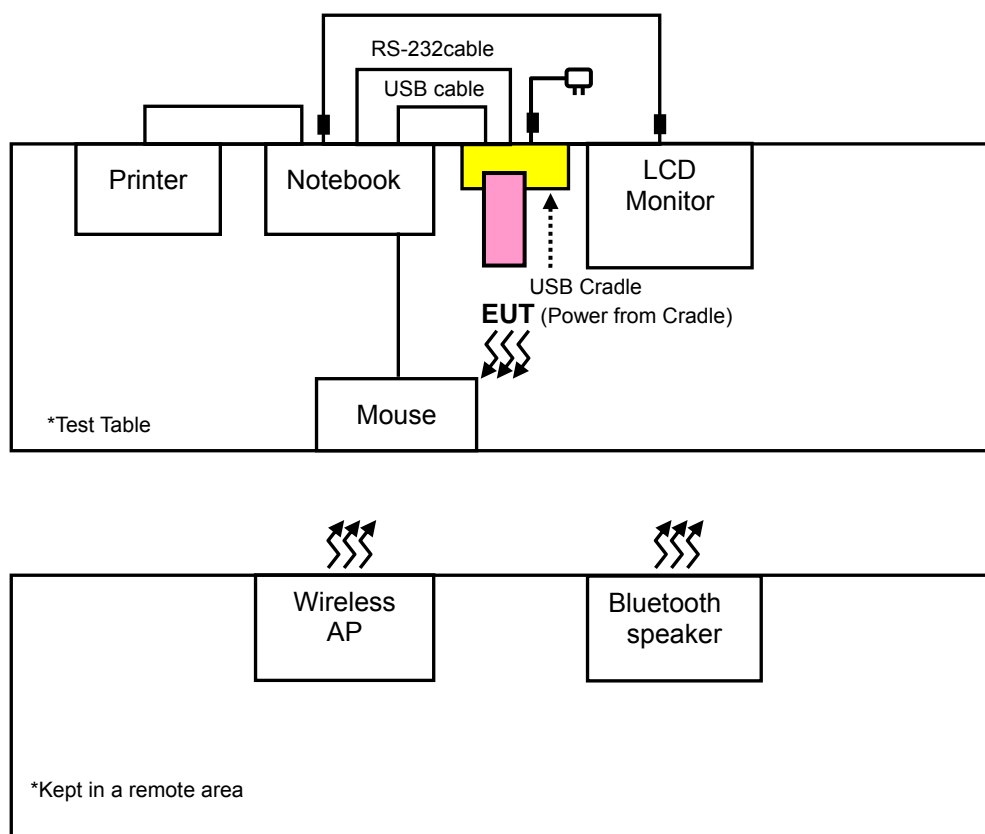 RS-232cable
USB cable
Printer
Notebook
LCD
Monitor
USB Cradle
EUT (Power from Cradle)
Mouse
*Test Table
Wireless
AP
Bluetooth
speaker
*Kept in a remote area